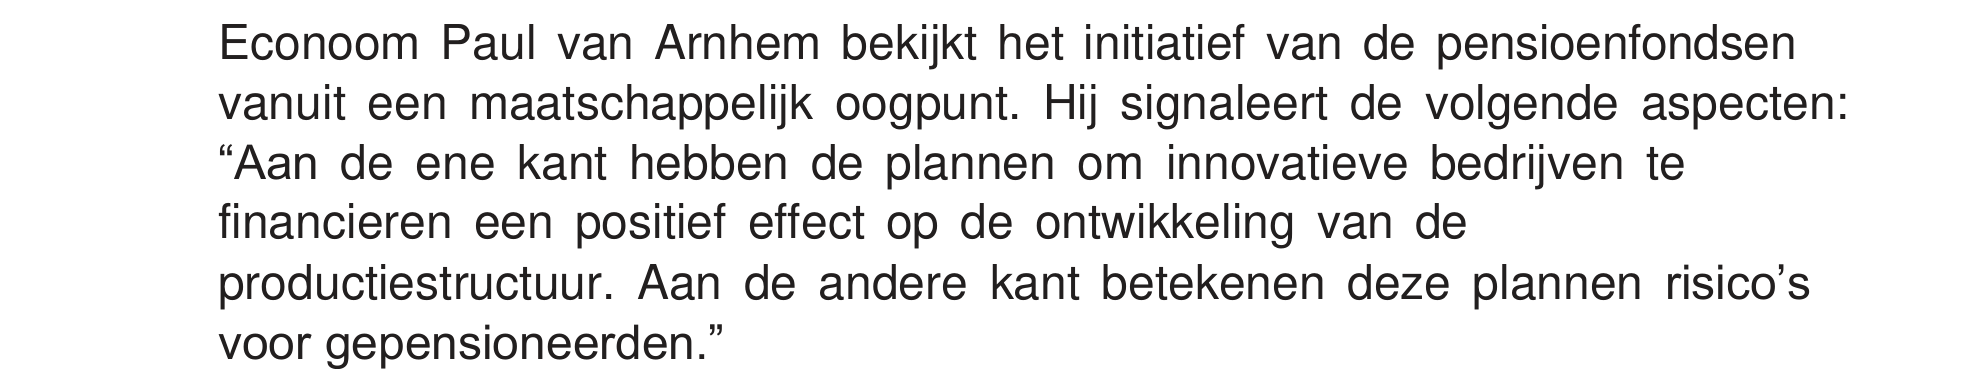 Econoom Paul van Arnhem bekijkt het initiatief van de pensioenfondsen
vanuit een maatschappelijk oogpunt. Hij signaleert de volgende aspecten:
“Aan de ene kant hebben de plannen om innovatieve bedrijven te
financieren een positief effect op de ontwikkeling van de
productiestructuur. Aan de andere kant betekenen deze plannen risico’s
voor gepensioneerden.”